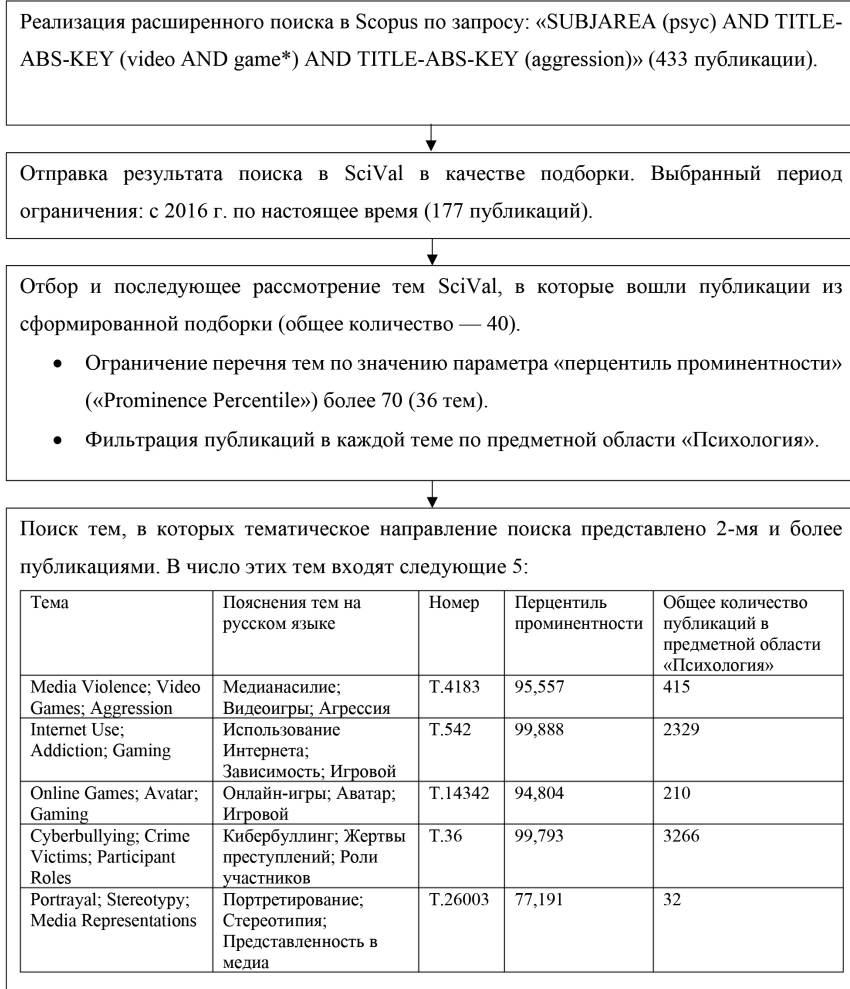 Реализация расширенного поиска в Scopus по запросу: «SUBJAREA (psyc) AND TITLE-
ABS-KEY (video AND game*) AND TITLE-ABS-KEY (aggression)» (433 публикации).
Отправка результата поиска в SciVal в качестве подборки. Выбранный период
ограничения: с 2016 г. по настоящее время (177 публикаций).
Отбор и последующее рассмотрение тем SciVal, в которые вошли публикации из
сформированной подборки (общее количество — 40).
• Ограничение перечня тем по значению параметра «перцентиль проминентности»
(«Prominence Percentile») более 70 (36 тем).
• Фильтрация публикаций в каждой теме по предметной области «Психология».
Поиск тем, в которых тематическое направление поиска представлено 2-мя и более
публикациями. В число этих тем входят следующие 5:
Тема
Пояснения тем на
русском языке
Номер
Перцентиль
проминентности
Общее количество
публикаций в
предметной области
«Психология»
Media Violence; Video
Games; Aggression
Медианасилие;
Видеоигры; Агрессия
T.4183
95,557
415
Internet Use;
Addiction; Gaming
Использование
Интернета;
Зависимость; Игровой
T.542
99,888
2329
Online Games; Avatar;
Gaming
Онлайн-игры; Аватар;
Игровой
T.14342
94,804
210
Cyberbullying; Crime
Victims; Participant
Roles
Кибербуллинг; Жертвы
преступлений; Роли
участников
T.36
99,793
3266
Portrayal; Stereotypy;
Media Representations
Портретирование;
Стереотипия;
Представленность в
медиа
T.26003
77,191
32